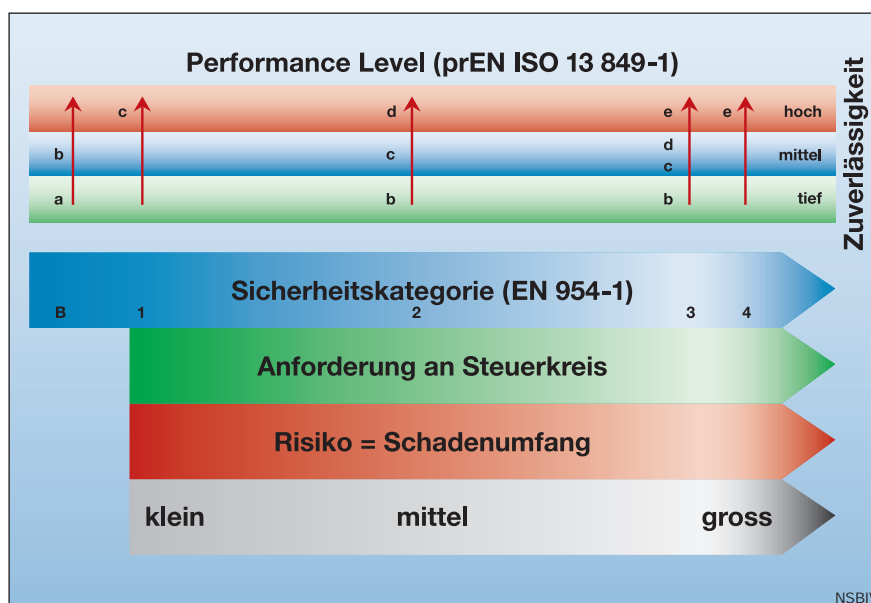 Performance Level (prEN ISO 13 849-1)
Zuverlässigkeit
c d e e hoch
b c d mittel
c
a b b tief
Sicherheitskategorie (EN 954-1)
B 1 2 3 4
Anforderung an Steuerkreis
Risiko = Schadenumfang
klein mittel gross
NSBIV